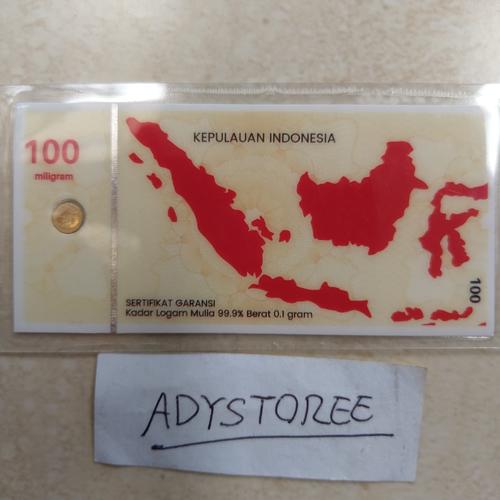 KEPULAUAN INDONESIA
100
miligram
SERTIFIKAT GARANSI
Kadar Logam Mulia 99.9% Berat 0.1 gram
100
ADYSTOREE